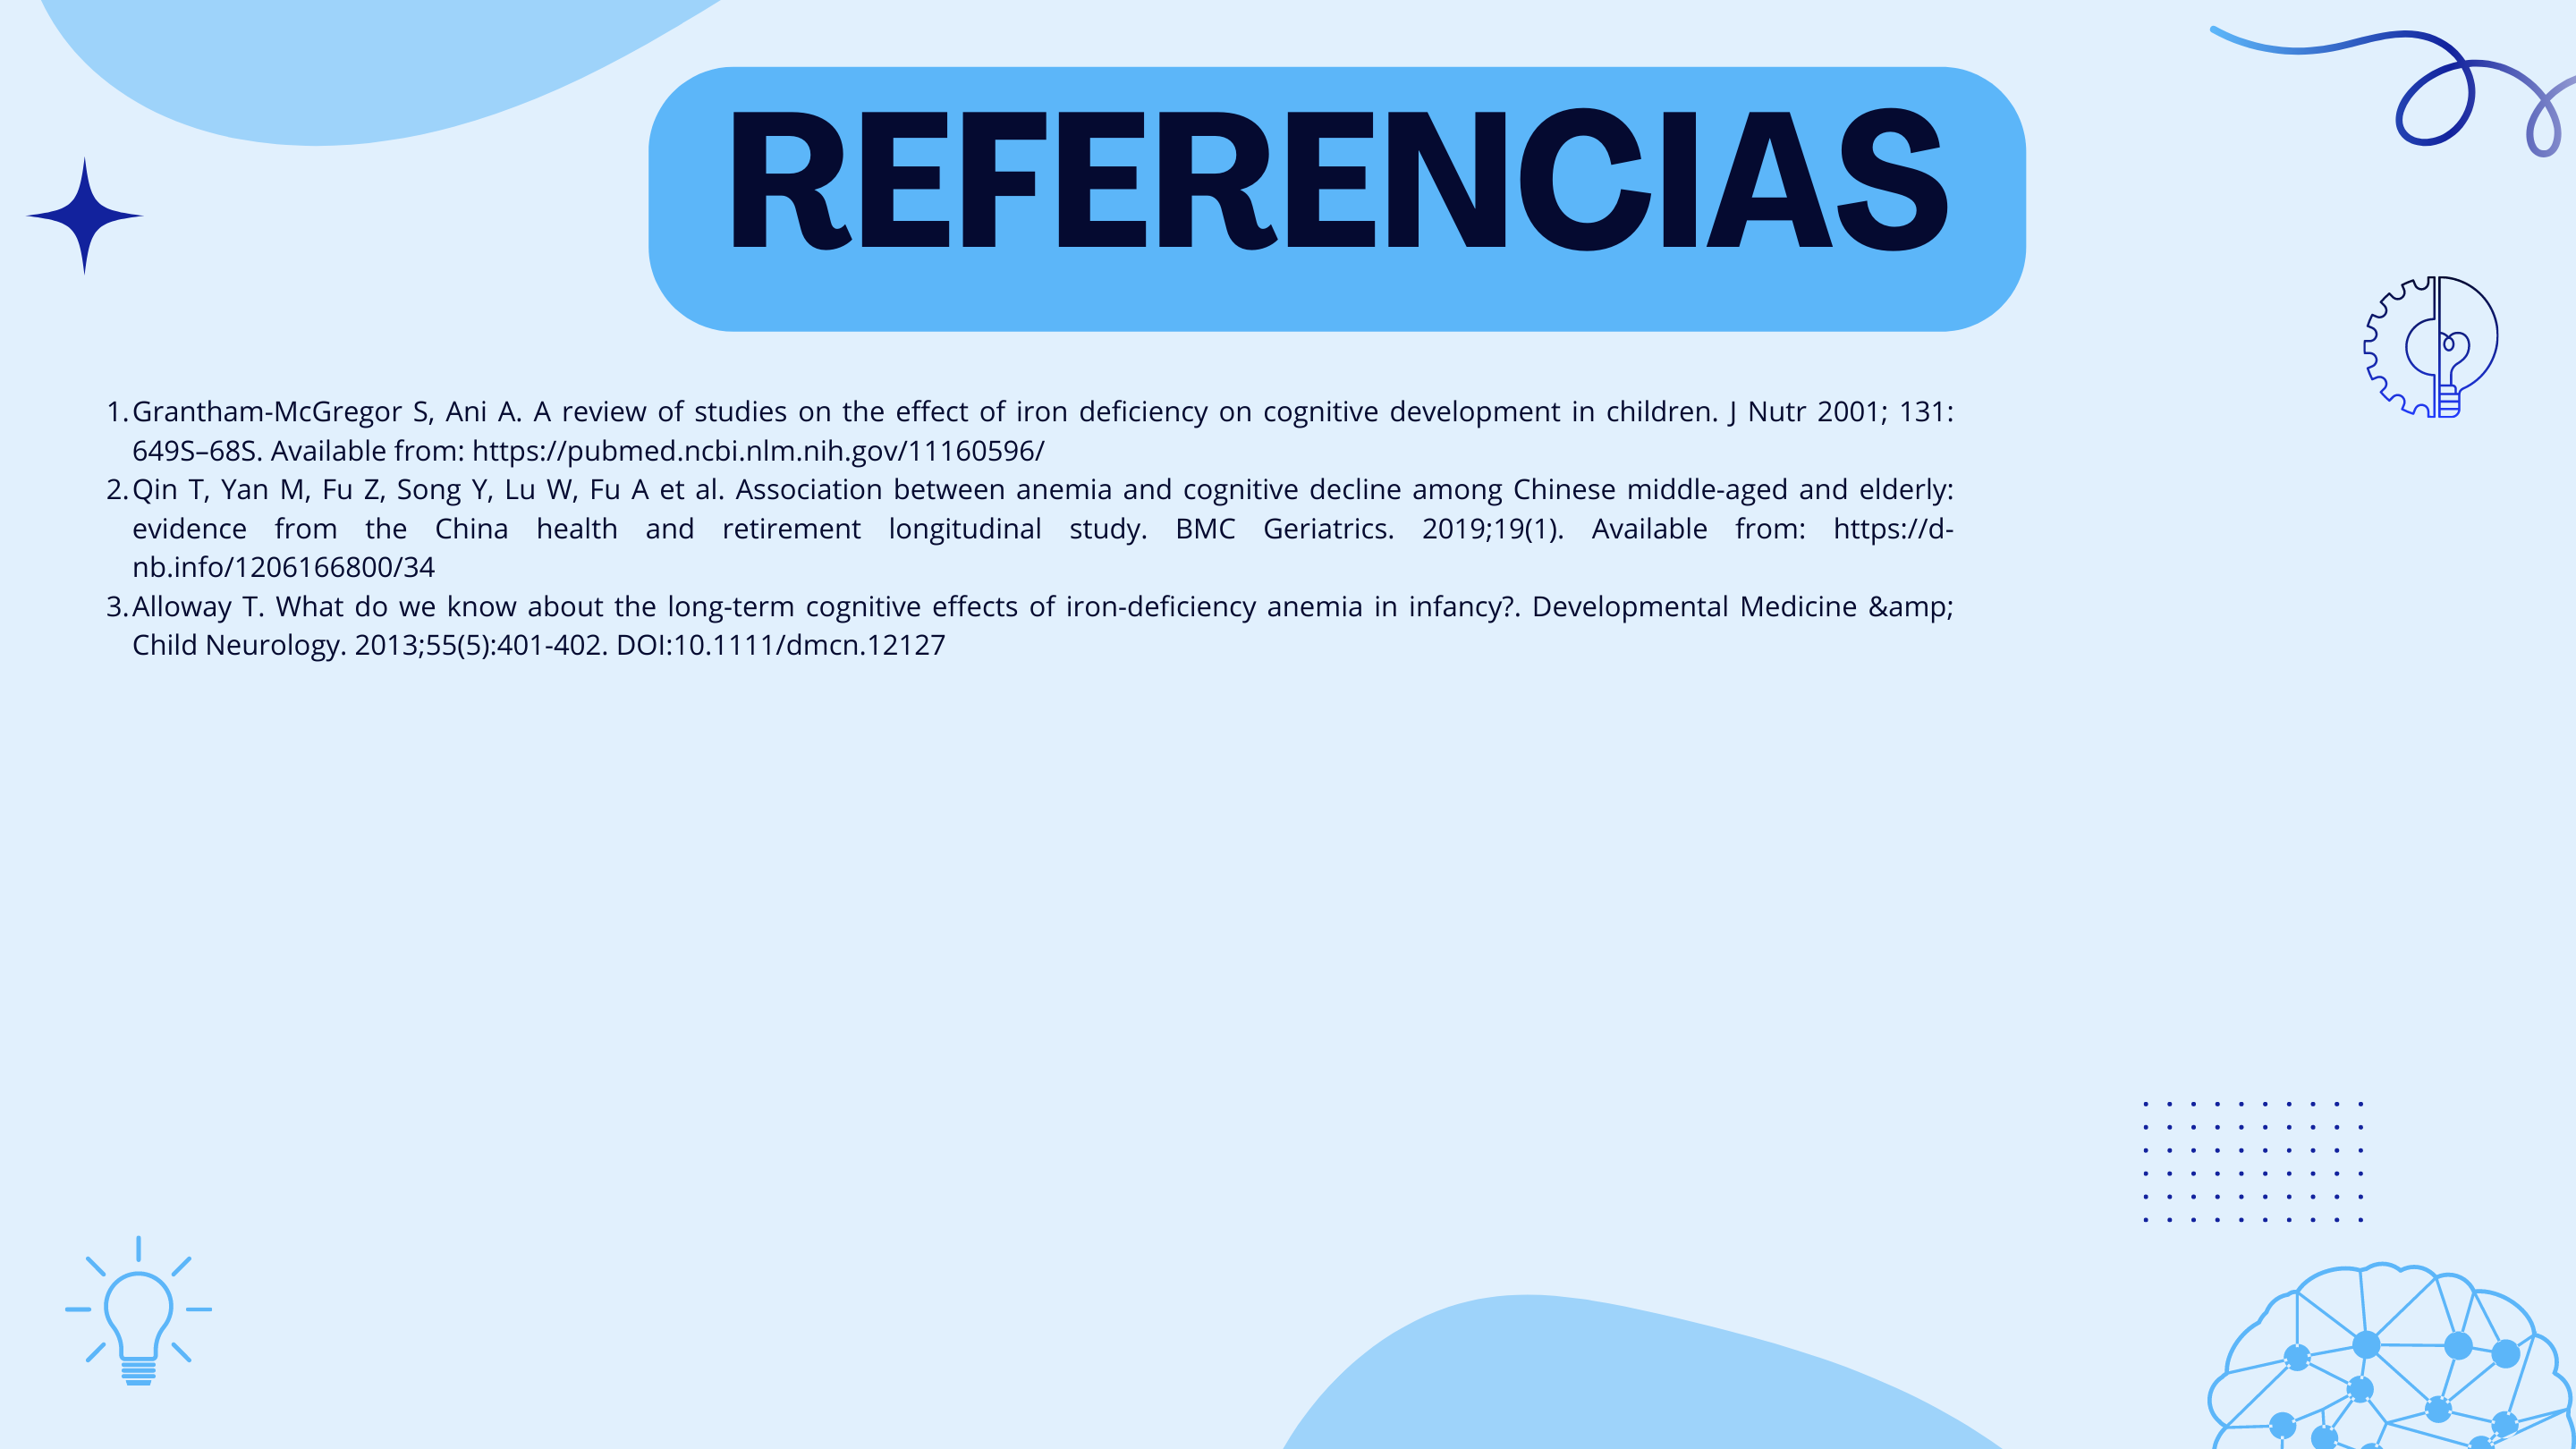 REFERENCIAS
1. Grantham-McGregor S, Ani A. A review of studies on the effect of iron deficiency on cognitive development in children. J Nutr 2001; 131:
649S–68S. Available from: https://pubmed.ncbi.nlm.nih.gov/11160596/
2. Qin T, Yan M, Fu Z, Song Y, Lu W, Fu A et al. Association between anemia and cognitive decline among Chinese middle-aged and elderly:
evidence from the China health and retirement longitudinal study. BMC Geriatrics. 2019;19(1). Available from: https://d-
nb.info/1206166800/34
3. Alloway T. What do we know about the long-term cognitive effects of iron-deficiency anemia in infancy?. Developmental Medicine &amp;
Child Neurology. 2013;55(5):401-402. DOI:10.1111/dmcn.12127